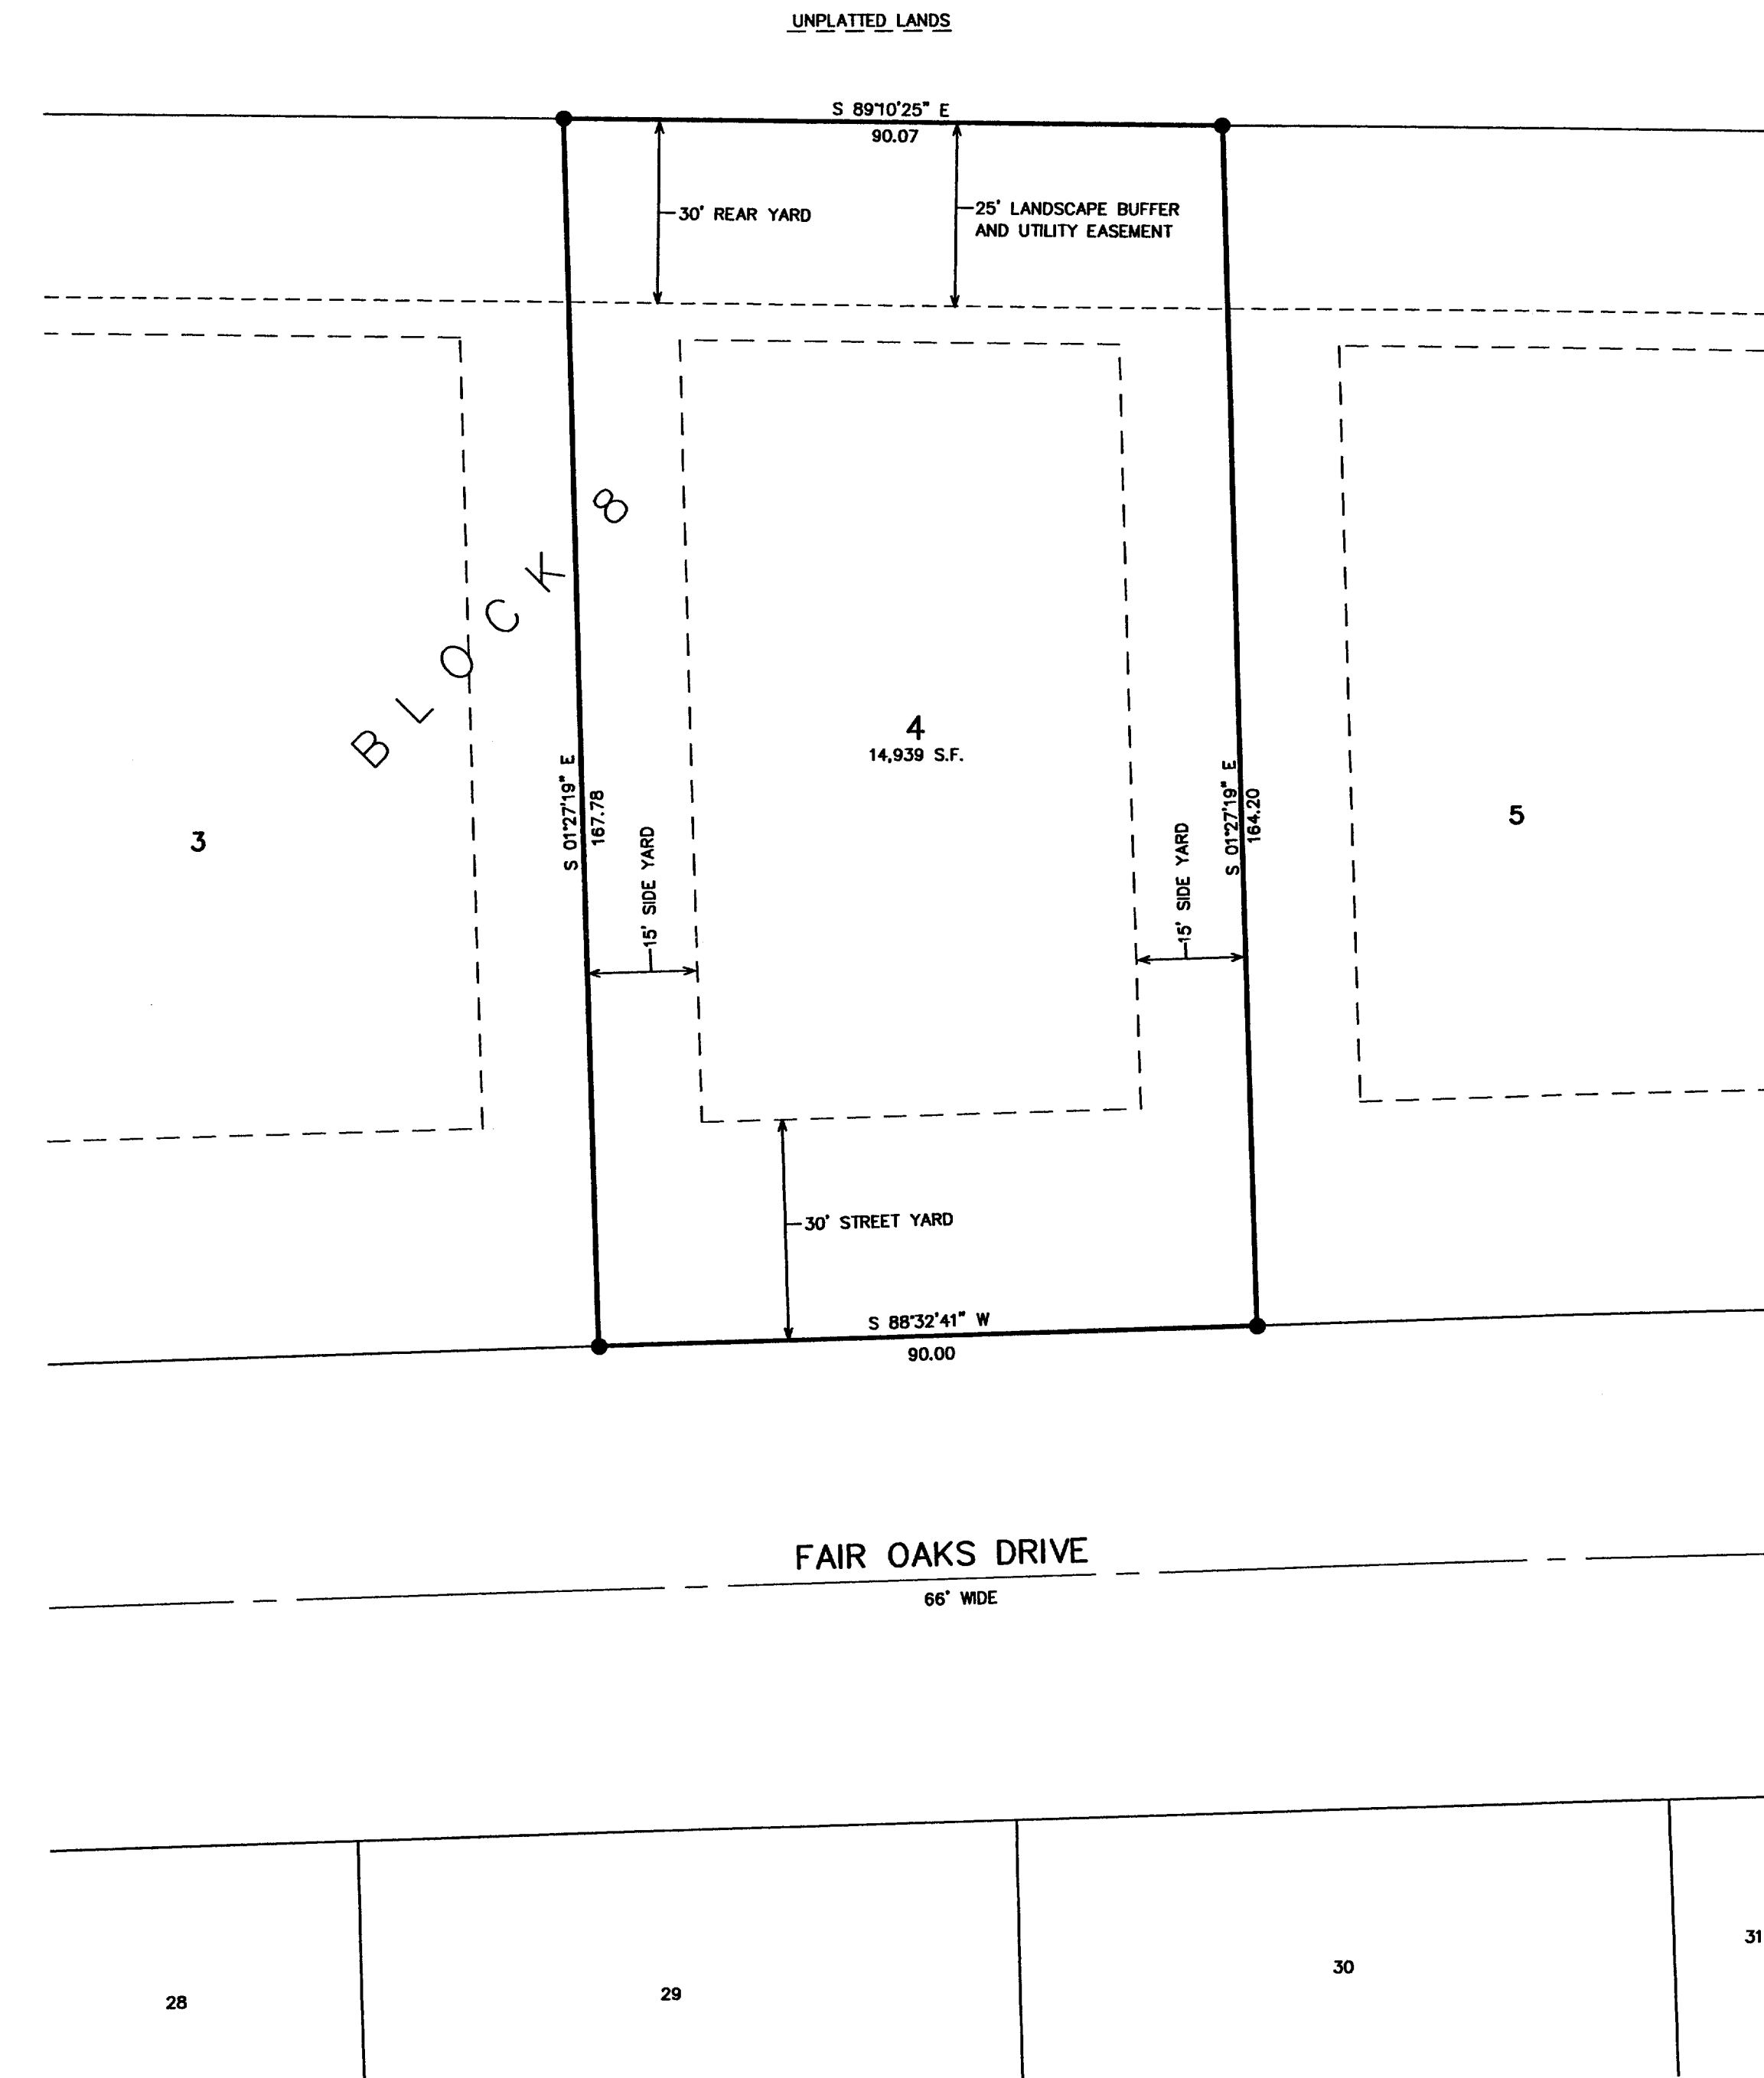 UNPLATTED LANDS
S 89°10'25" E
90.07
30' REAR YARD
25' LANDSCAPE BUFFER
AND UTILITY EASEMENT
BLOCK 8
4
14,939 S.F.
S 01°27'19" E
167.78
15' SIDE YARD
15' SIDE YARD
S 01°27'19" E
164.20
3
5
30' STREET YARD
S 88°32'41" W
90.00
FAIR OAKS DRIVE
66' WIDE
28
29
30
31